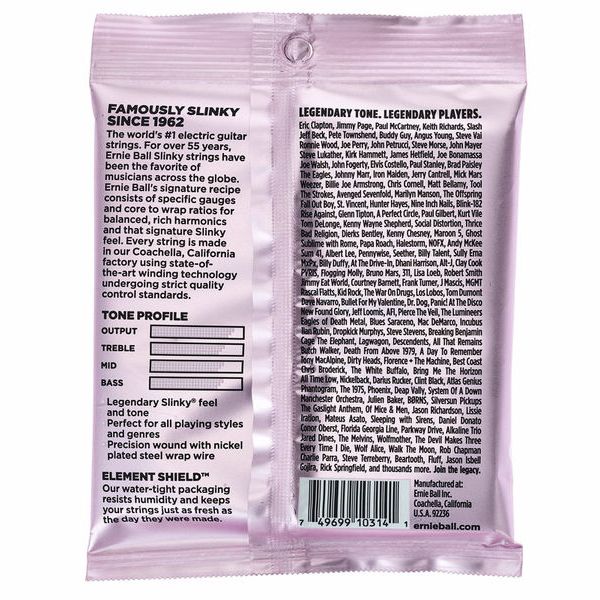 FAMOUSLY SLINKY
SINCE 1962
The world's #1 electric guitar
strings. For over 55 years,
Ernie Ball Slinky strings have
been the favorite of
musicians across the globe.
Ernie Ball's signature recipe
consists of specific gauges
and core to wrap ratios for
balanced, rich harmonics
and that signature Slinky
feel. Every string is made
in our Coachella, California
factory using state-of-
the-art winding technology
undergoing strict quality
control standards.
TONE PROFILE
OUTPUT
TREBLE
MID
BASS
Legendary Slinky® feel
and tone
Perfect for all playing styles
and genres
Precision wound with nickel
plated steel wrap wire
ELEMENT SHIELD™
Our water-tight packaging
resists humidity and keeps
your strings just as fresh as
the day they were made.
LEGENDARY TONE. LEGENDARY PLAYERS.
Eric Clapton, Jimmy Page, Paul McCartney, Keith Richards, Slash
Jeff Beck, Pete Townshend, Buddy Guy, Angus Young, Steve Vai
Ronnie Wood, Joe Perry, John Petrucci, Steve Morse, John Mayer
Steve Lukather, Kirk Hammett, James Hetfield, Joe Bonamassa
Joe Walsh, John Fogerty, Elvis Costello, Paul Stanley, Brad Paisley
The Eagles, Johnny Marr, Iron Maiden, Jerry Cantrell, Mick Mars
Weezer, Billie Joe Armstrong, Chris Cornell, Matt Bellamy, Tool
The Strokes, Avenged Sevenfold, Marilyn Manson, The Offspring
Fall Out Boy, St. Vincent, Hunter Hayes, Nine Inch Nails, Blink-182
Rise Against, Glenn Tipton, A Perfect Circle, Paul Gilbert, Kurt Vile
Tom DeLonge, Kenny Wayne Shepherd, Social Distortion, Thrice
Bad Religion, Dierks Bentley, Kenny Chesney, Maroon 5, Ghost
Sublime with Rome, Papa Roach, Halestorm, NOFX, Andy McKee
Sum 41, Albert Lee, Pennywise, Seether, Billy Talent, Sully Erna
MxPx, Billy Duffy, At The Drive-In, Dhani Harrison, Alt-J, Clay Cook
PVRIS, Flogging Molly, Bruno Mars, 311, Lisa Loeb, Robert Smith
Jimmy Eat World, Courtney Barnett, Frank Turner, J Mascis, MGMT
Rascal Flatts, Kid Rock, The War On Drugs, Los Lobos, Tom Dumont
Dave Navarro, Bullet For My Valentine, Dr. Dog, Panic! At The Disco
New Found Glory, Jeff Loomis, AFI, Pierce The Veil, The Lumineers
Eagles of Death Metal, Blues Saraceno, Mac DeMarco, Incubus
Ilan Rubin, Dropkick Murphys, Steve Stevens, Breaking Benjamin
Cage The Elephant, Lagwagon, Descendents, All That Remains
Butch Walker, Death From Above 1979, A Day To Remember
Tony MacAlpine, Dirty Heads, Florence + The Machine, Best Coast
Chris Broderick, The White Buffalo, Bring Me The Horizon
All Time Low, Nickelback, Darius Rucker, Clint Black, Atlas Genius
Phantogram, The 1975, Phoenix, Deap Vally, System Of A Down
Manchester Orchestra, Julien Baker, BØRNS, Silversun Pickups
The Gaslight Anthem, Of Mice & Men, Jason Richardson, Lissie
Iration, Mateus Asato, Sleeping with Sirens, Daniel Donato
Conor Oberst, Florida Georgia Line, Parkway Drive, Alkaline Trio
Jared Dines, The Melvins, Wolfmother, The Devil Makes Three
Every Time I Die, Wolf Alice, Walk The Moon, Rob Chapman
Charlie Parra, Steve Terreberry, Beartooth, Fluff, Jason Isbell
Gojira, Rick Springfield, and thousands more. Join the legacy.
Manufactured at:
Ernie Ball Inc.
Coachella, California
U.S.A. 92236
7 49699 10314 1
ernieball.com